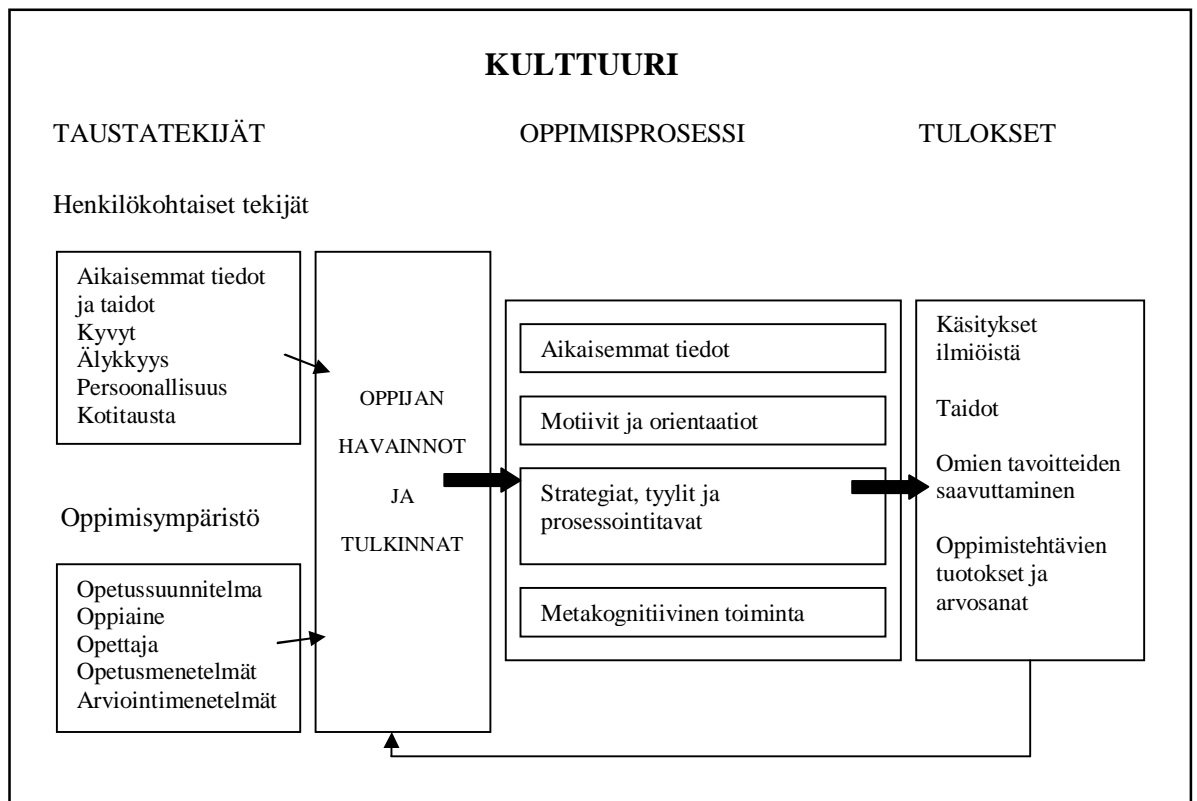 KULTTUURI
TAUSTATEKIJÄT
OPPIMISPROSESSI
TULOKSET
Henkilökohtaiset tekijät
Aikaisemmat tiedot
ja taidot
Kyvyt
Älykkyys
Persoonallisuus
Kotitausta
Oppimisympäristö
Opetussuunnitelma
Oppiaine
Opettaja
Opetusmenetelmät
Arviointimenetelmät
OPPIJAN
HAVAINNOT
JA
TULKINNAT
Aikaisemmat tiedot
Motiivit ja orientaatiot
Strategiat, tyylit ja
prosessointitavat
Metakognitiivinen toiminta
Käsitykset
ilmiöistä
Taidot
Omien tavoitteiden
saavuttaminen
Oppimistehtävien
tuotokset ja
arvosanat